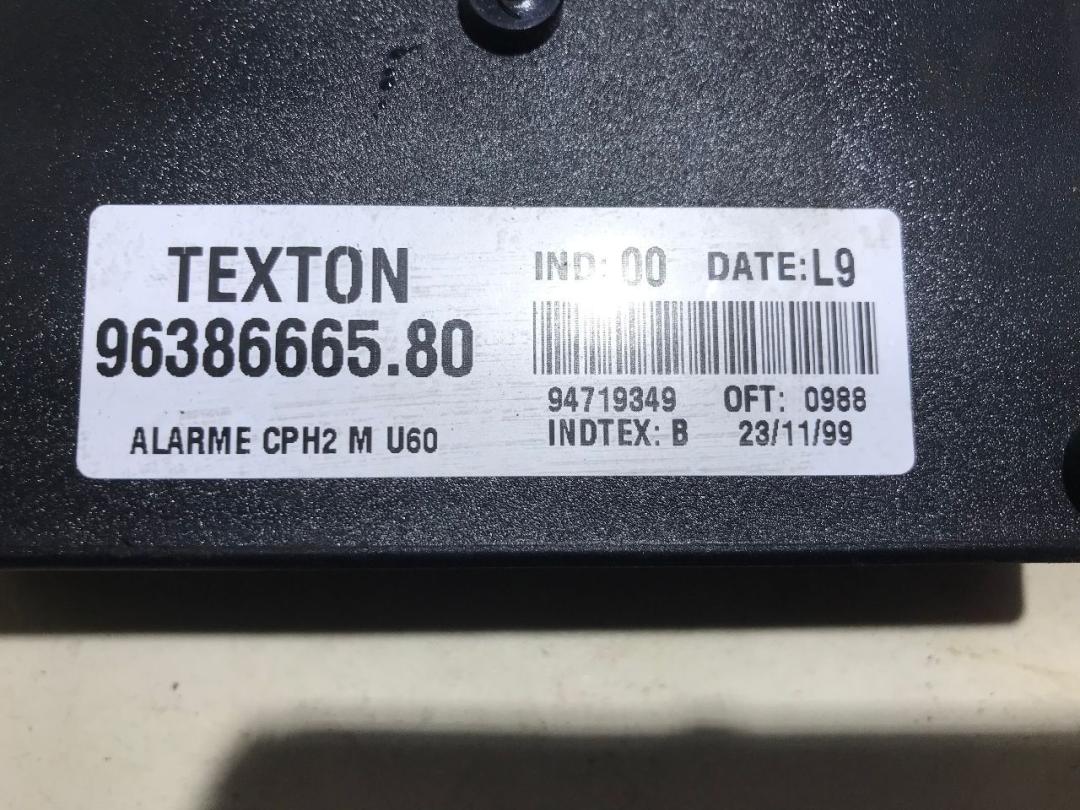 TEXTON
96386665.80
ALARME CPH2 M U60
IND: 00 DATE:L9
94719349 OFT: 0988
INDTEX: B 23/11/99